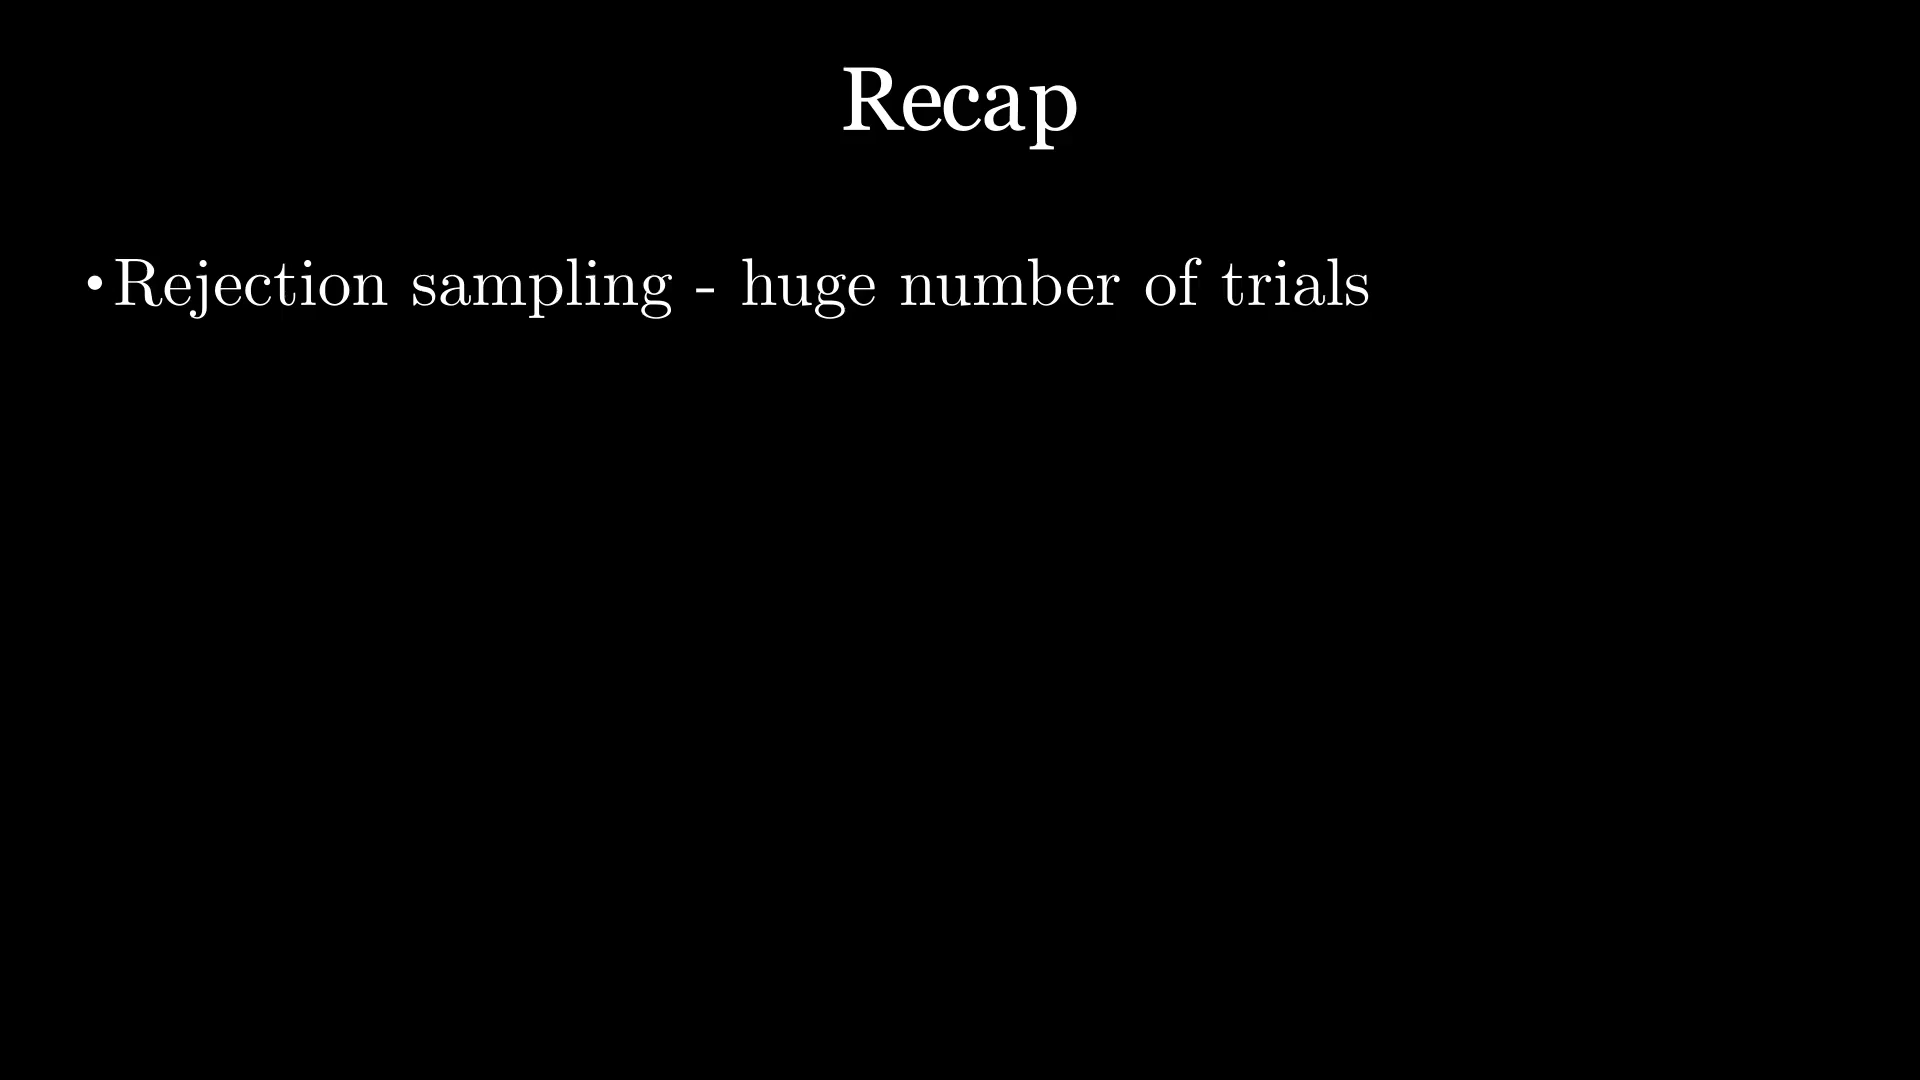 Recap
•Rejection sampling - huge number of trials